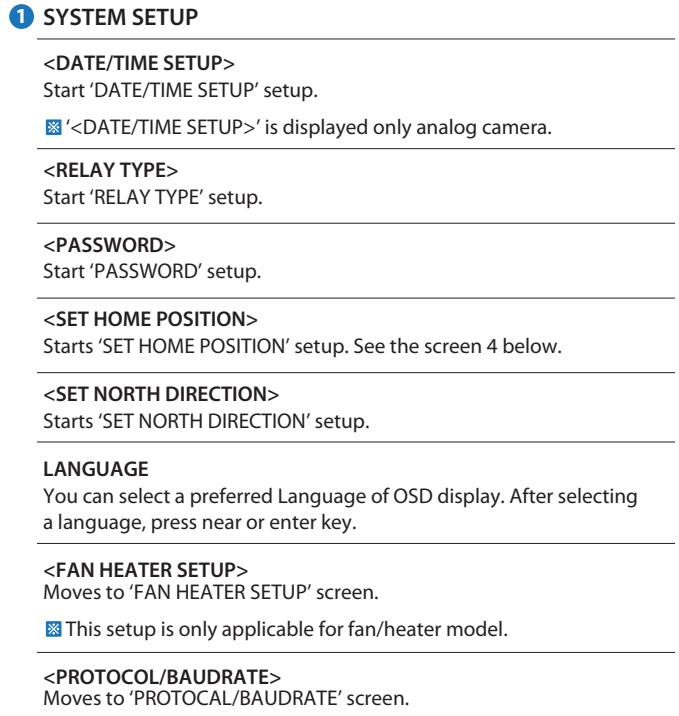 1 SYSTEM SETUP
<DATE/TIME SETUP>
Start ‘DATE/TIME SETUP’ setup.
※ ‘<DATE/TIME SETUP>’ is displayed only analog camera.
<RELAY TYPE>
Start ‘RELAY TYPE’ setup.
<PASSWORD>
Start ‘PASSWORD’ setup.
<SET HOME POSITION>
Starts ‘SET HOME POSITION’ setup. See the screen 4 below.
<SET NORTH DIRECTION>
Starts ‘SET NORTH DIRECTION’ setup.
LANGUAGE
You can select a preferred Language of OSD display. After selecting
a language, press near or enter key.
<FAN HEATER SETUP>
Moves to ‘FAN HEATER SETUP’ screen.
※ This setup is only applicable for fan/heater model.
<PROTOCOL/BAUDRATE>
Moves to ‘PROTOCAL/BAUDRATE’ screen.